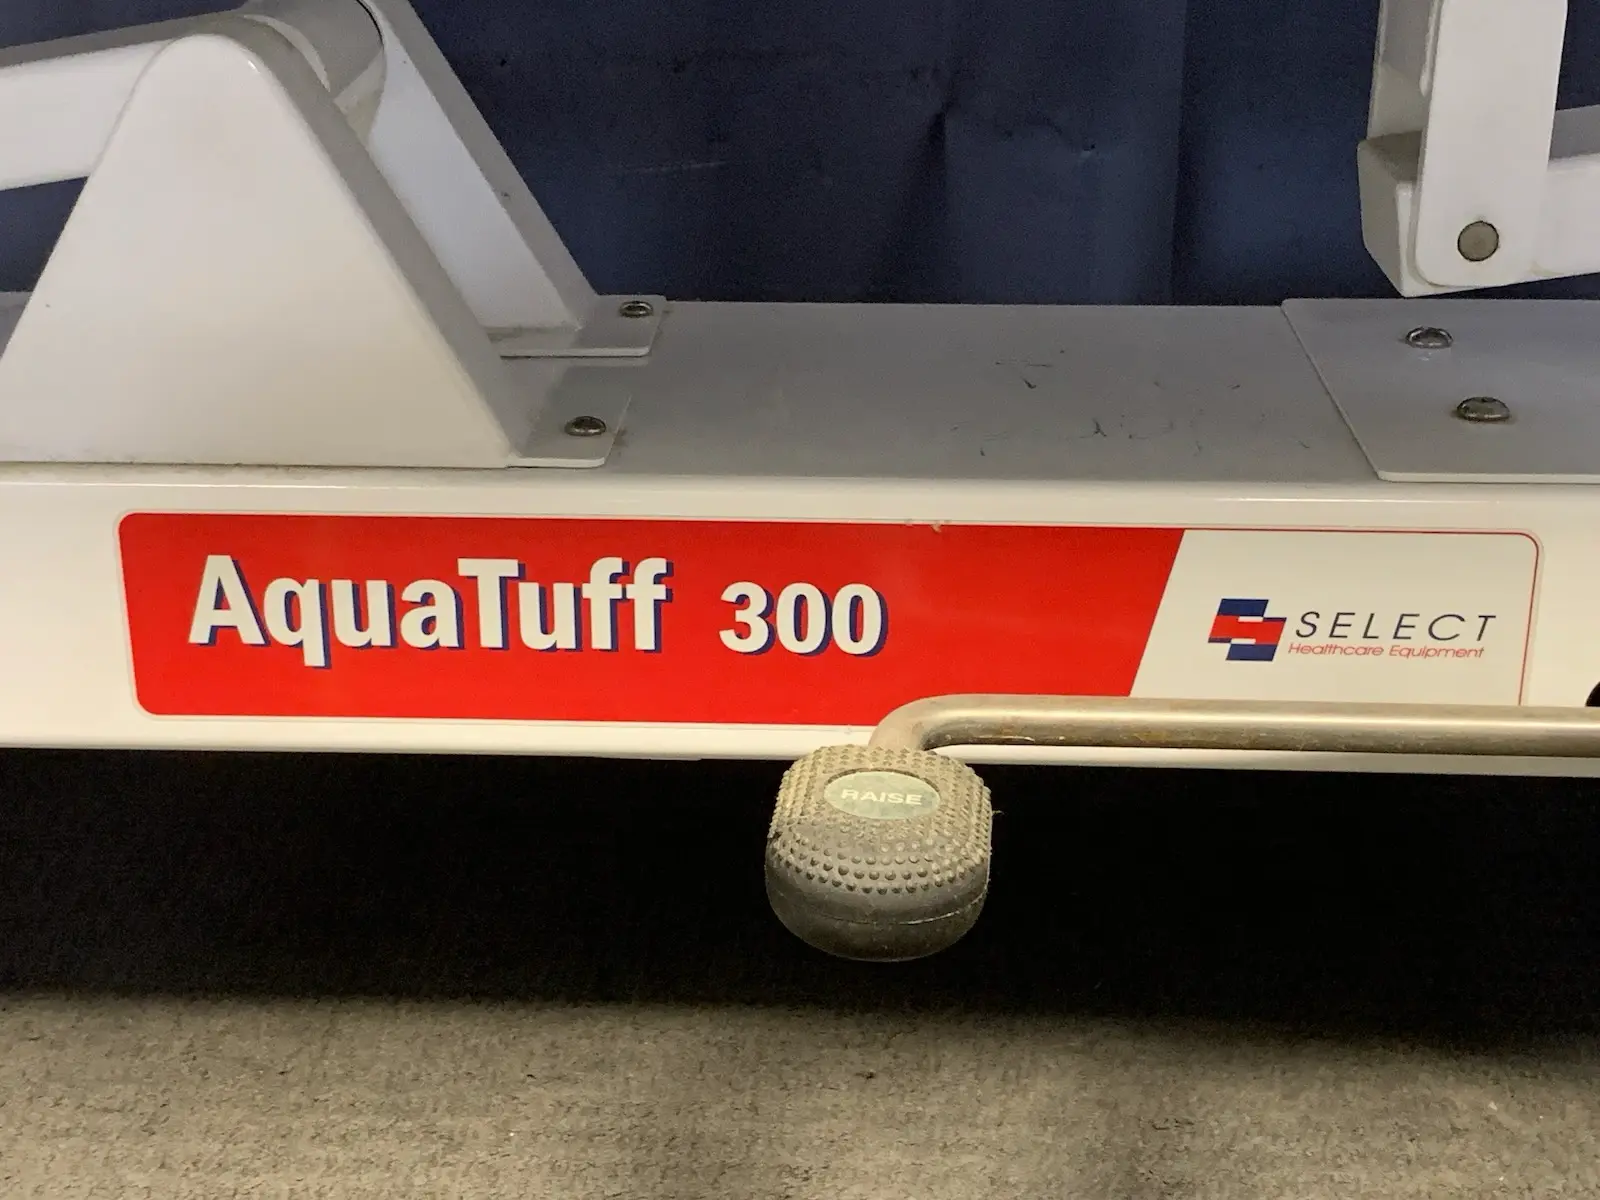 AquaTuff 300
SELECT
Healthcare Equipment
RAISE